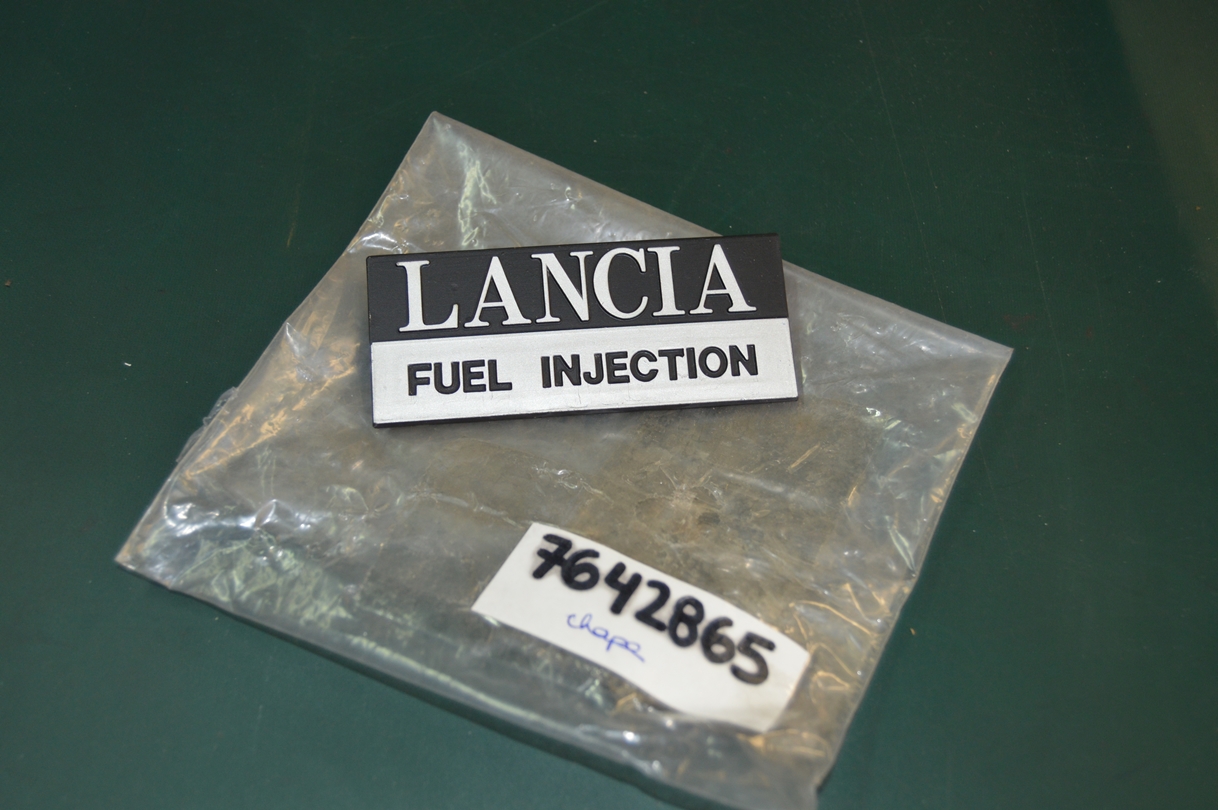 LANCIA
FUEL INJECTION
7642865
chapa